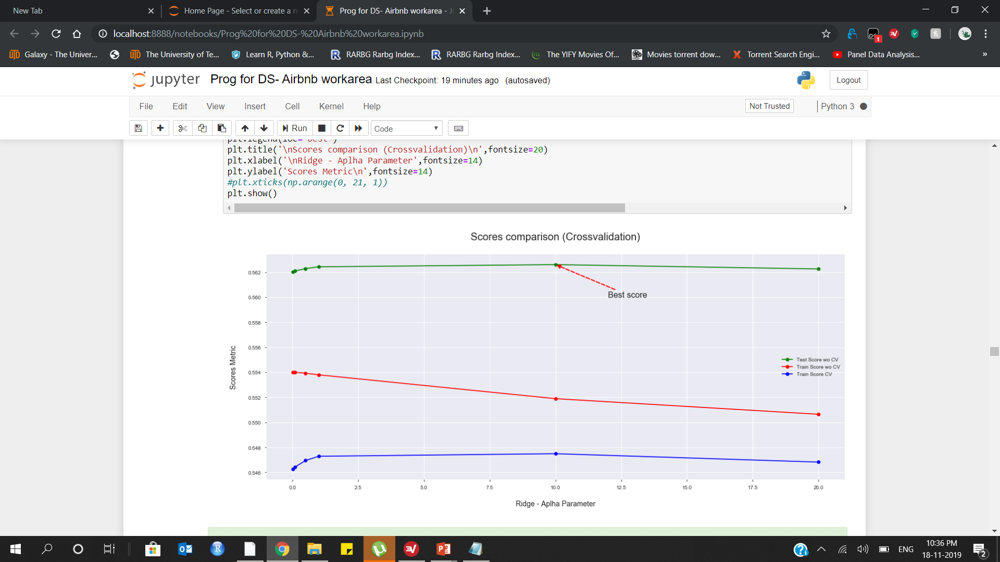 New Tab
Home Page - Select or create a n
Prog for DS- Airbnb workarea - J
localhost:8888/notebooks/Prog%20for%20DS-%20Airbnb%20workarea.ipynb
1
Galaxy - The Univer...
The University of Te...
Learn R, Python &...
RARBG Rarbg Index...
RARBG Rarbg Index...
The YIFY Movies Of...
Movies torrent dow...
Torrent Search Engi...
Panel Data Analysis...
»
jupyter Prog for DS- Airbnb workarea Last Checkpoint: 19 minutes ago (autosaved)
Logout
File Edit View Insert Cell Kernel Help
Not Trusted
Python 3
Run
Code
plt.legend(loc='best')
plt.title('\nScores comparison (Crossvalidation)\n',fontsize=20)
plt.xlabel('\nRidge - Aplha Parameter',fontsize=14)
plt.ylabel('Scores Metric\n',fontsize=14)
#plt.xticks(np.arange(0, 21, 1))
plt.show()
Scores comparison (Crossvalidation)
0.562
0.560
0.558
0.556
0.554
0.552
0.550
0.548
0.546
Scores Metric
Best score
Test Score wo CV
Train Score wo CV
Train Score CV
0.0 2.5 5.0 7.5 10.0 12.5 15.0 17.5 20.0
Ridge - Aplha Parameter
ENG
10:36 PM
18-11-2019
2